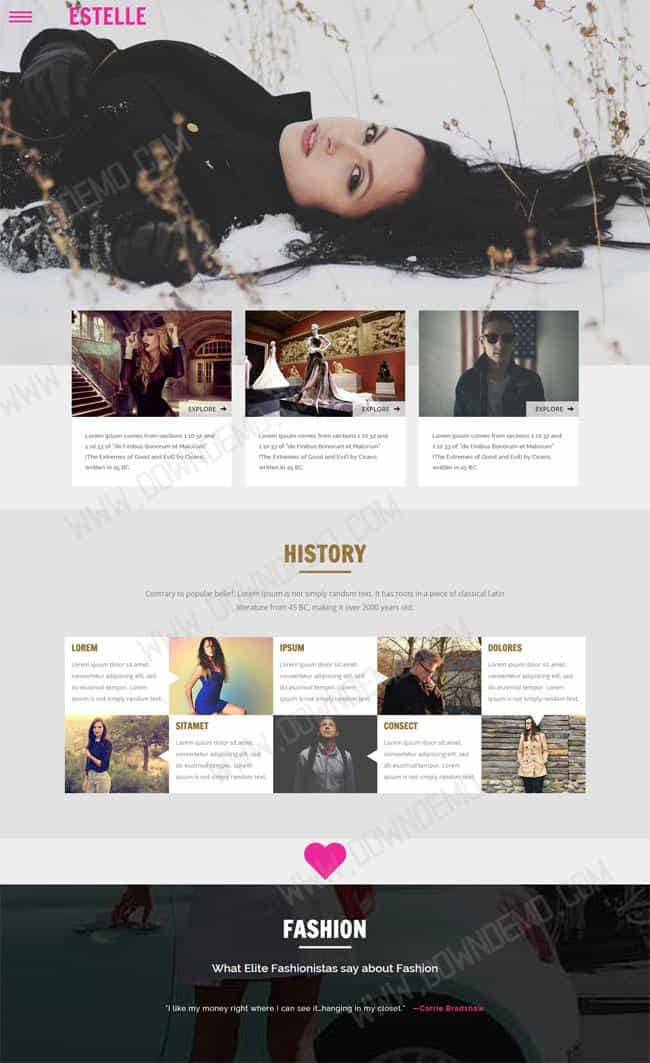 ESTELLE
EXPLORE
EXPLORE
EXPLORE
Lorem Ipsum comes from sections 1.10.32 and
1.10.33 of "de Finibus Bonorum et Malorum"
(The Extremes of Good and Evil) by Cicero,
written in 45 BC.
Lorem Ipsum comes from sections 1.10.32 and
1.10.33 of "de Finibus Bonorum et Malorum"
(The Extremes of Good and Evil) by Cicero,
written in 45 BC.
Lorem Ipsum comes from sections 1.10.32 and
1.10.33 of "de Finibus Bonorum et Malorum"
(The Extremes of Good and Evil) by Cicero,
written in 45 BC.
HISTORY
Contrary to popular belief, Lorem Ipsum is not simply random text. It has roots in a piece of classical Latin
literature from 45 BC, making it over 2000 years old.
LOREM
Lorem ipsum dolor sit amet,
consectetur adipiscing elit, sed
do eiusmod tempor. Lorem
Ipsum is not simply random text.
IPSUM
Lorem ipsum dolor sit amet,
consectetur adipiscing elit, sed
do eiusmod tempor. Lorem
Ipsum is not simply random text.
DOLORES
Lorem ipsum dolor sit amet,
consectetur adipiscing elit, sed
do eiusmod tempor. Lorem
Ipsum is not simply random text.
SITAMET
Lorem ipsum dolor sit amet,
consectetur adipiscing elit, sed
do eiusmod tempor. Lorem
Ipsum is not simply random text.
CONSECT
Lorem ipsum dolor sit amet,
consectetur adipiscing elit, sed
do eiusmod tempor. Lorem
Ipsum is not simply random text.
FASHION
What Elite Fashionistas say about Fashion
"I like my money right where I can see it…hanging in my closet." —Carrie Bradshaw
WWW.DOWNDEMO.COM